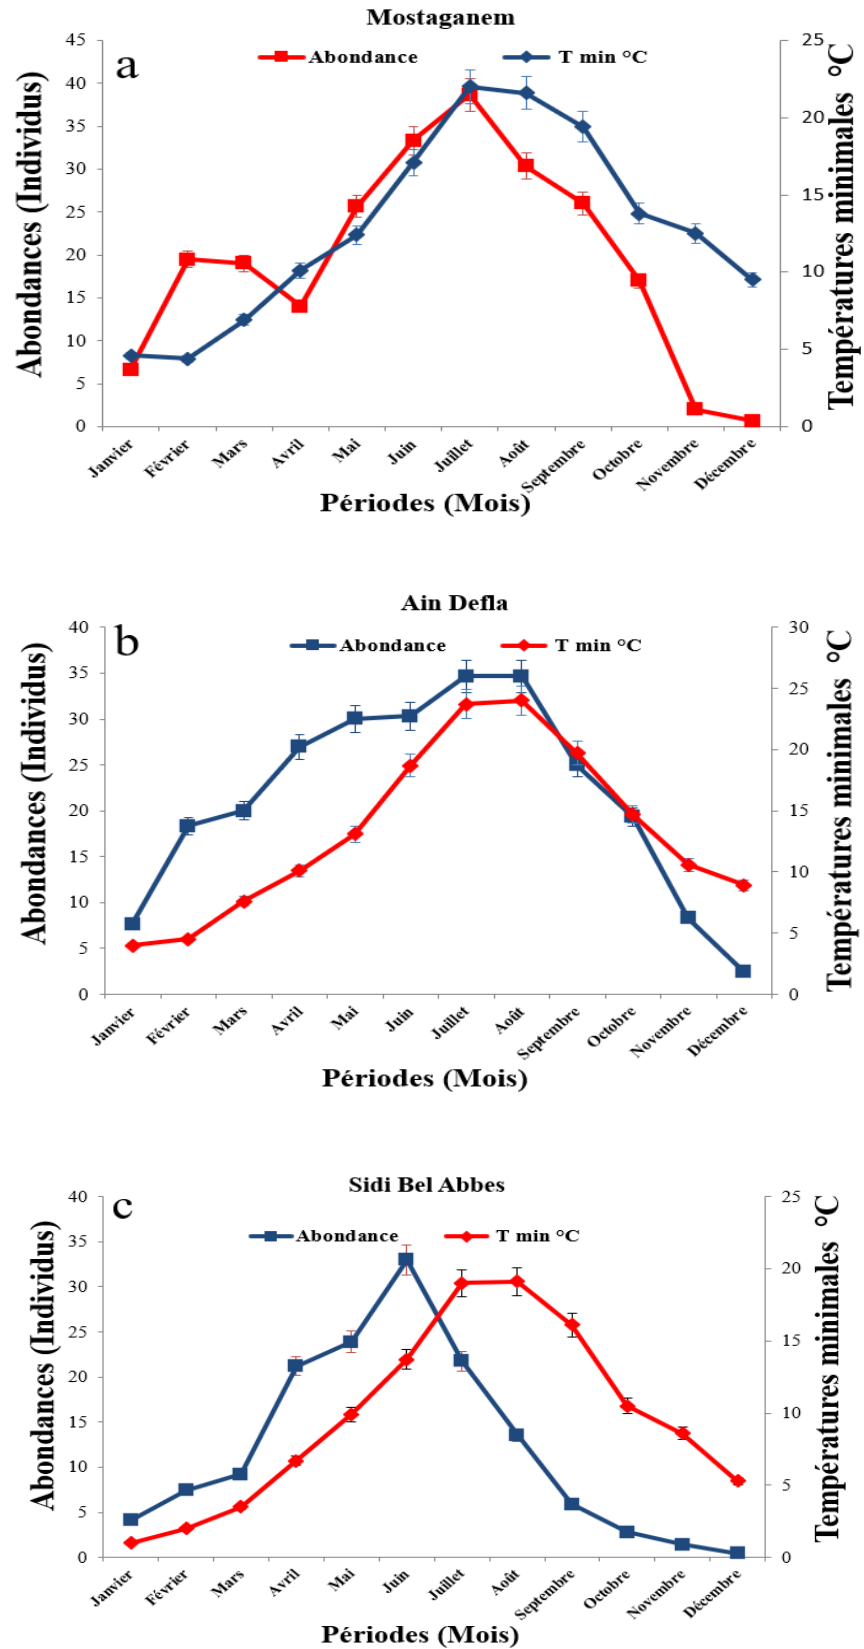 Mostaganem
a
Abondance
T min °C
Abondances (Individus)
45
40
35
30
25
20
15
10
5
0
25
20
15
10
5
0
Températures minimales °C
Janvier
Février
Mars
Avril
Mai
Juin
Juillet
Août
Septembre
Octobre
Novembre
Décembre
Périodes (Mois)
Ain Defla
b
Abondance
T min °C
Abondances (Individus)
40
35
30
25
20
15
10
5
0
30
25
20
15
10
5
0
Températures minimales °C
Janvier
Février
Mars
Avril
Mai
Juin
Juillet
Août
Septembre
Octobre
Novembre
Décembre
Périodes (Mois)
Sidi Bel Abbes
c
Abondance
T min °C
Abondances (Individus)
40
35
30
25
20
15
10
5
0
25
20
15
10
5
0
Températures minimales °C
Janvier
Février
Mars
Avril
Mai
Juin
Juillet
Août
Septembre
Octobre
Novembre
Décembre
Périodes (Mois)